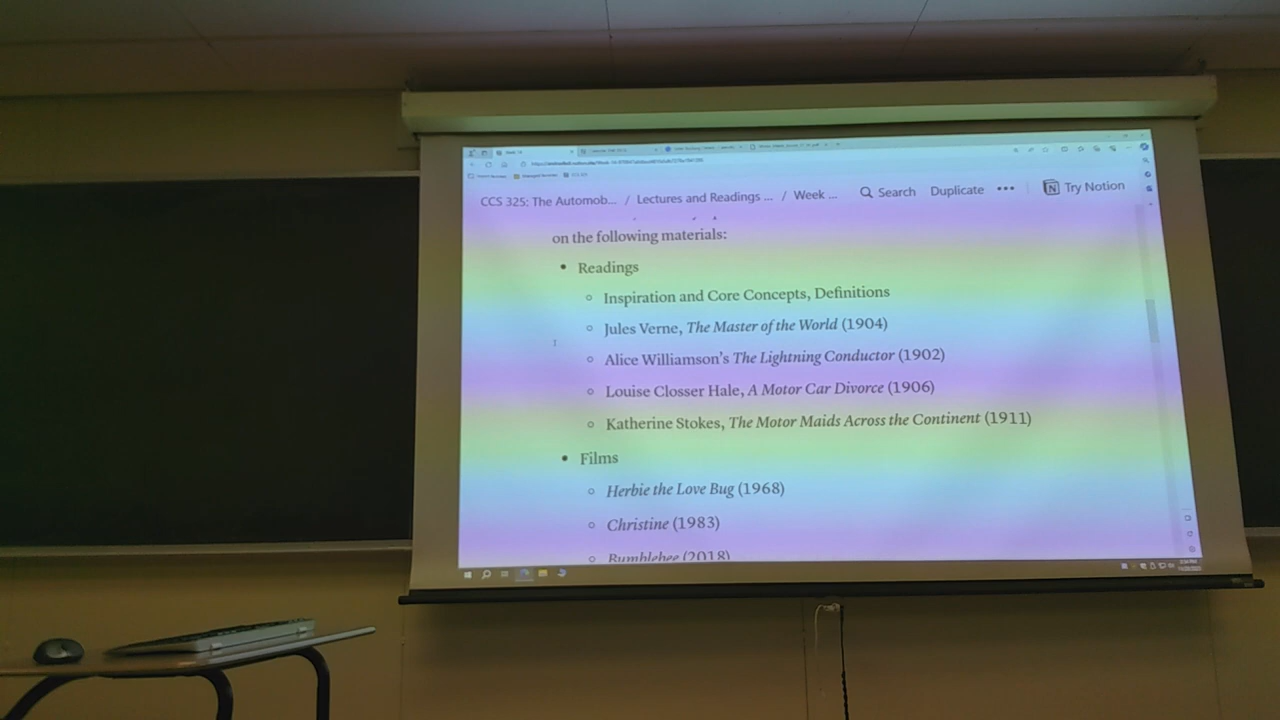 CCS 325: The Automob... / Lectures and Readings ... / Week ... Search Duplicate ••• Try Notion
on the following materials:
• Readings
○ Inspiration and Core Concepts, Definitions
○ Jules Verne, The Master of the World (1904)
○ Alice Williamson's The Lightning Conductor (1902)
○ Louise Closser Hale, A Motor Car Divorce (1906)
○ Katherine Stokes, The Motor Maids Across the Continent (1911)
• Films
○ Herbie the Love Bug (1968)
○ Christine (1983)
○ Bumblebee (2018)